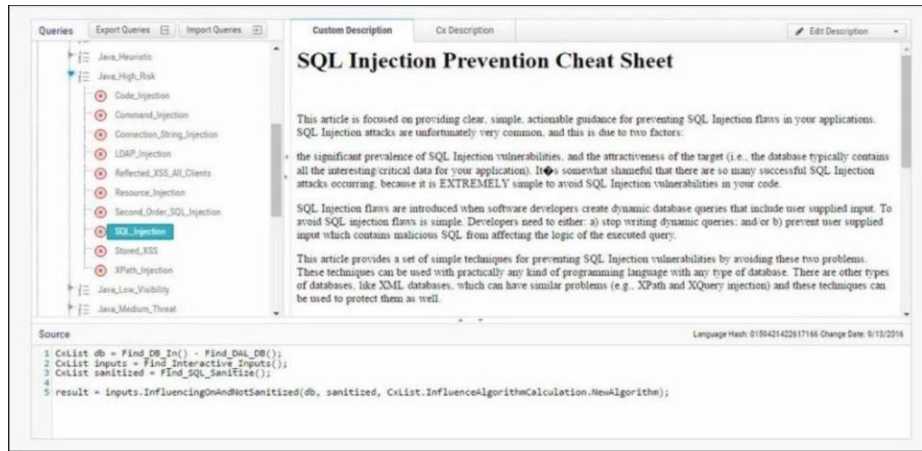 Queries Export Queries Import Queries
Java_Heuristic
Java_High_Risk
Code_Injection
Command_Injection
Connection_String_Injection
LDAP_Injection
Reflected_XSS_All_Clients
Resource_Injection
Second_Order_SQL_Injection
SQL_Injection
Stored_XSS
XPath_Injection
Java_Low_Visibility
Java_Medium_Threat
Custom Description Cx Description Edit Description
SQL Injection Prevention Cheat Sheet
This article is focused on providing clear, simple, actionable guidance for preventing SQL Injection flaws in your applications.
SQL Injection attacks are unfortunately very common, and this is due to two factors:
the significant prevalence of SQL Injection vulnerabilities, and the attractiveness of the target (i.e., the database typically contains
all the interesting/critical data for your application). It�s somewhat shameful that there are so many successful SQL Injection
attacks occurring, because it is EXTREMELY simple to avoid SQL Injection vulnerabilities in your code.
SQL Injection flaws are introduced when software developers create dynamic database queries that include user supplied input. To
avoid SQL injection flaws is simple. Developers need to either: a) stop writing dynamic queries; and/or b) prevent user supplied
input which contains malicious SQL from affecting the logic of the executed query.
This article provides a set of simple techniques for preventing SQL Injection vulnerabilities by avoiding these two problems.
These techniques can be used with practically any kind of programming language with any type of database. There are other types
of databases, like XML databases, which can have similar problems (e.g., XPath and XQuery injection) and these techniques can
be used to protect them as well.
Source Language Hash: 0150421422617166 Change Date: 9/13/2016
1 CxList db = Find_DB_In() - Find_DAL_DB();
2 CxList inputs = Find_Interactive_Inputs();
3 CxList sanitized = Find_SQL_Sanitize();
4
5 result = inputs.InfluencingOnAndNotSanitized(db, sanitized, CxList.InfluenceAlgorithmCalculation.NewAlgorithm);